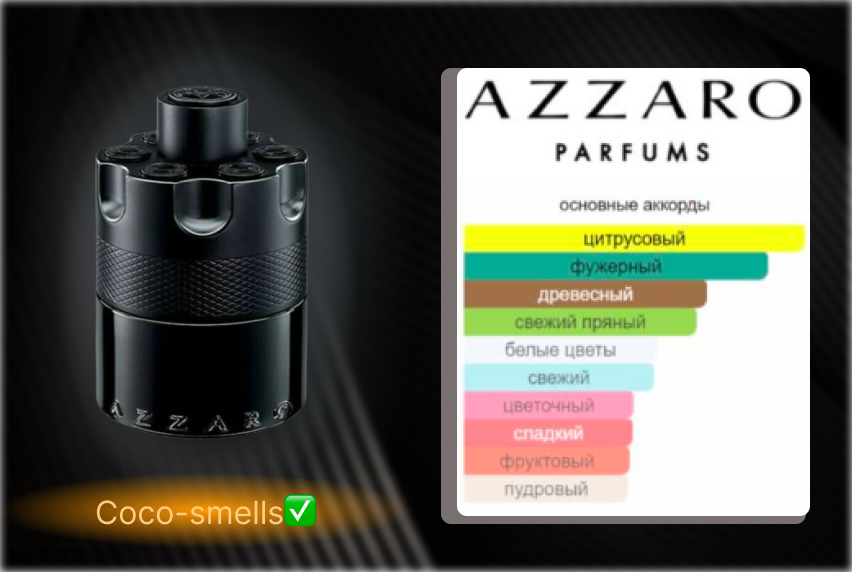 AZZARO
PARFUMS
основные аккорды
цитрусовый
фужерный
древесный
свежий пряный
белые цветы
свежий
цветочный
сладкий
фруктовый
пудровый
AZZARO
Coco-smells✅